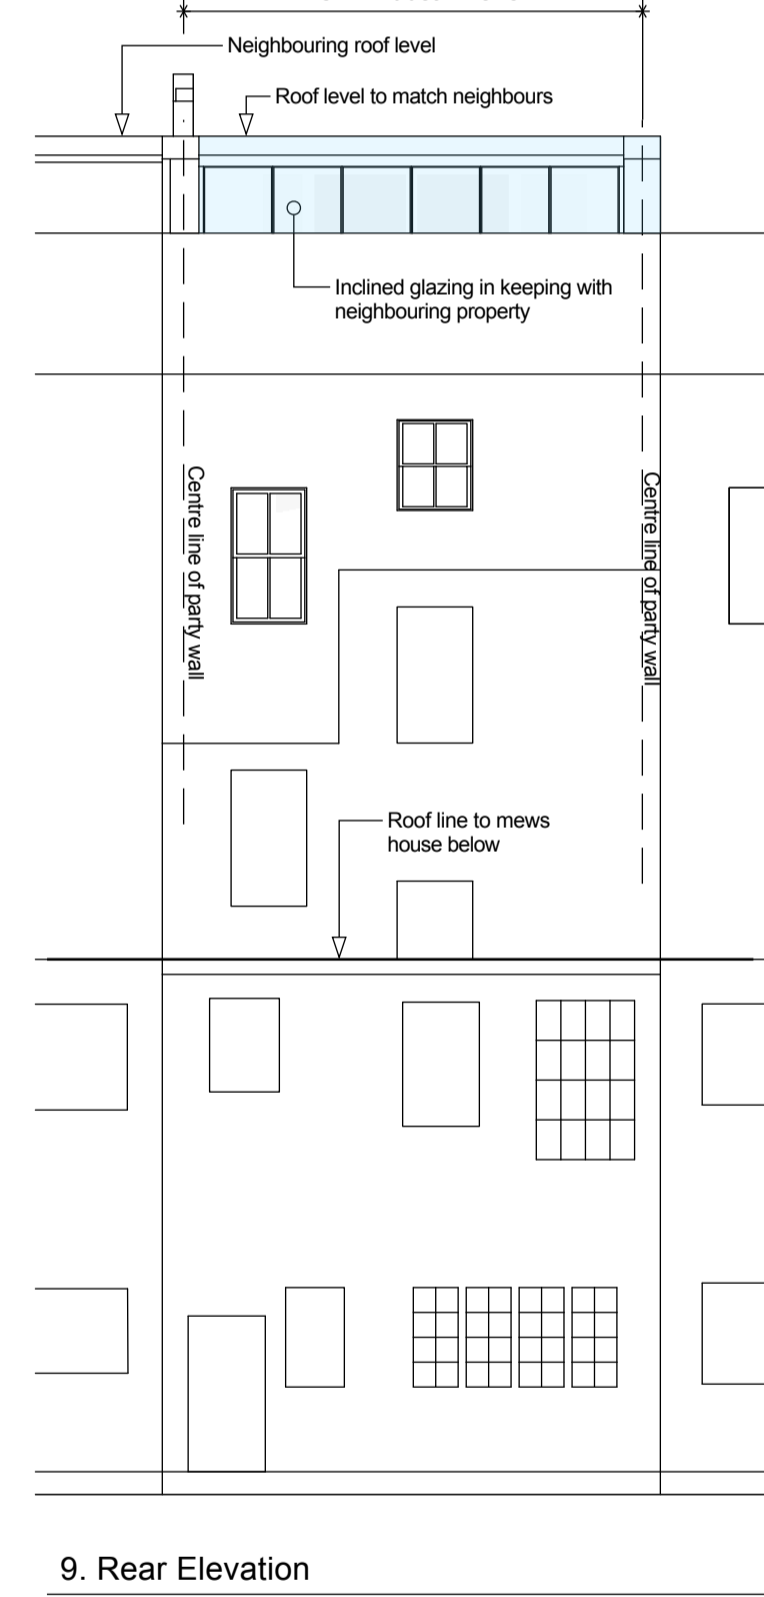 Neighbouring roof level
Roof level to match neighbours
Inclined glazing in keeping with
neighbouring property
Centre line of party wall
Centre line of party wall
Roof line to mews
house below
9. Rear Elevation